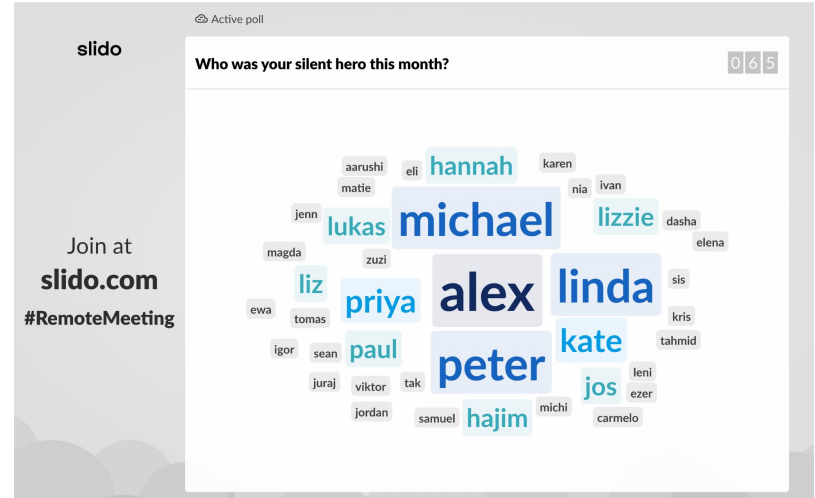 Active poll
slido
Who was your silent hero this month?
065
Join at
slido.com
#RemoteMeeting
aarushi
eli
hannah
karen
matie
nia
ivan
jenn
lukas
michael
lizzie
dasha
elena
magda
zuzi
liz
priya
alex
linda
sis
ewa
tomas
kris
igor
sean
paul
peter
kate
tahmid
juraj
viktor
tak
jos
leni
ezer
jordan
samuel
hajim
michi
carmelo